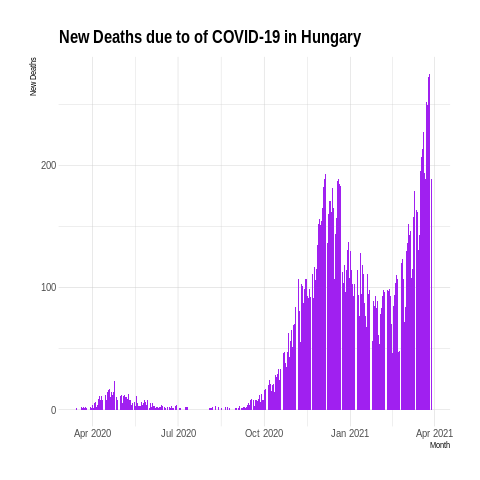 New Deaths due to of COVID-19 in Hungary
New Deaths
200
100
0
Apr 2020 Jul 2020 Oct 2020 Jan 2021 Apr 2021
Month